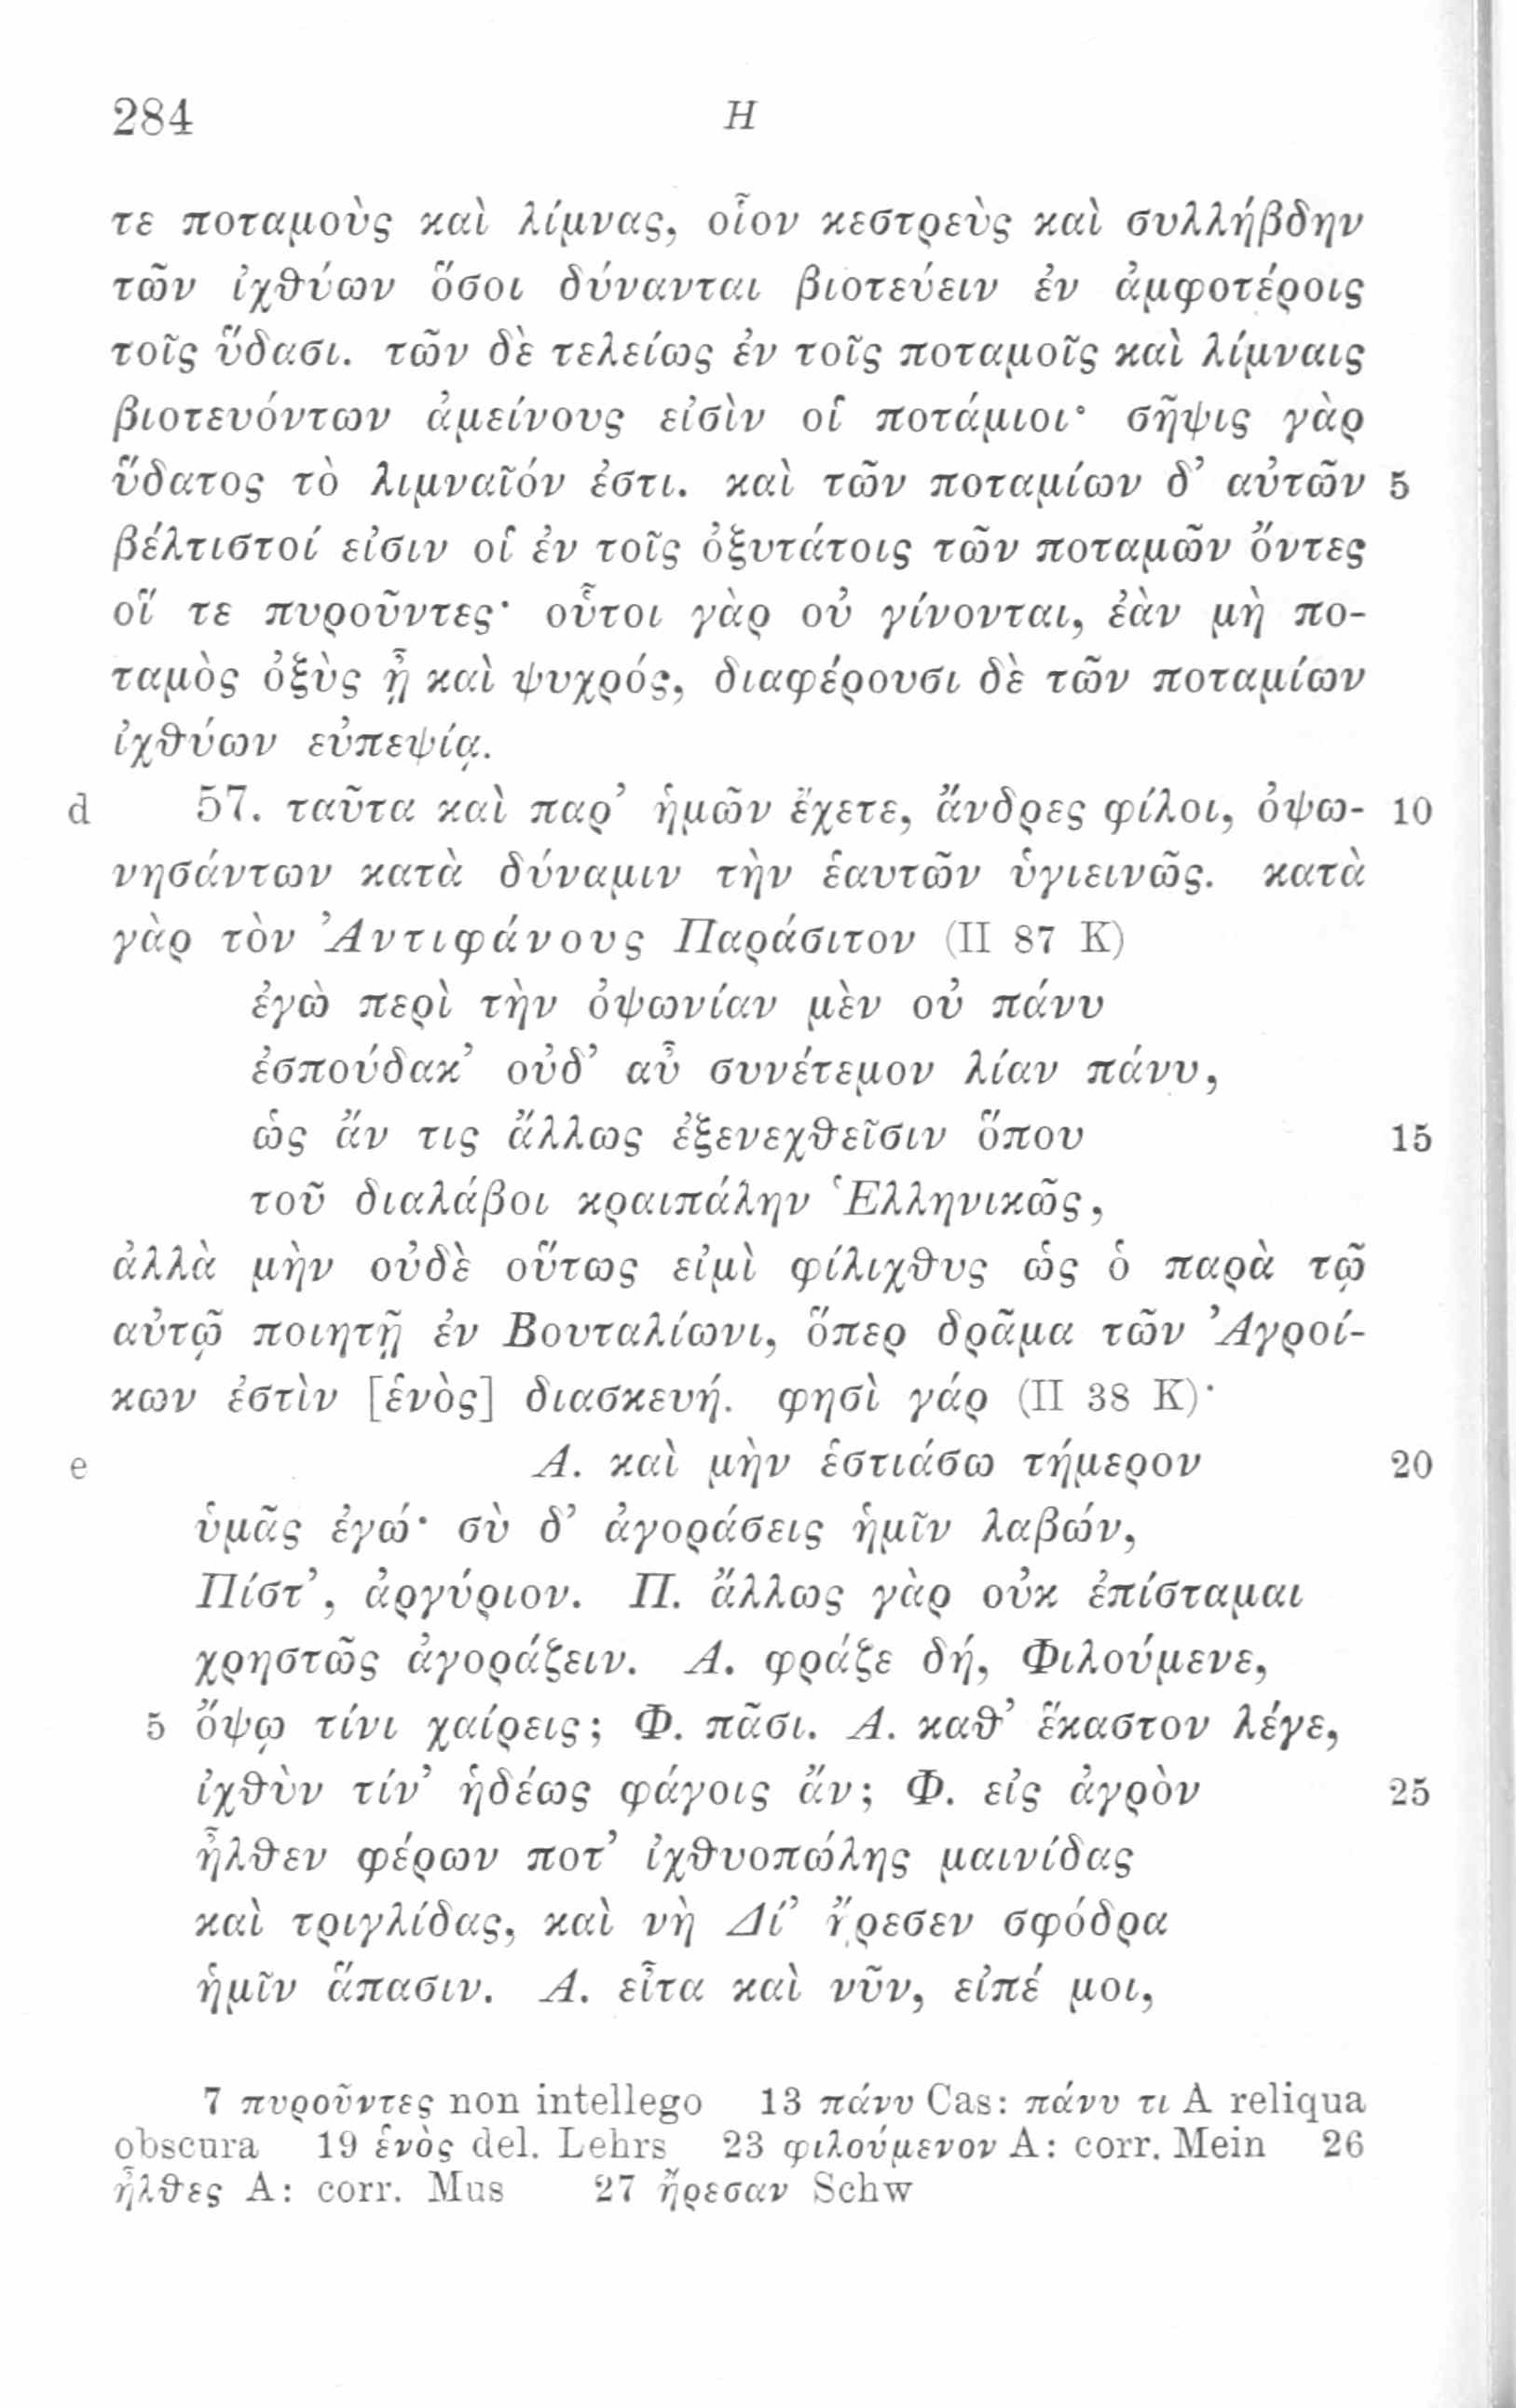 284 Η
τε ποταμοὺς καὶ λίμνας, οἷον κεστρεὺς καὶ συλλήβδην
τῶν ἰχθύων ὅσοι δύνανται βιοτεύειν ἐν ἀμφοτέροις
τοῖς ὕδασι. τῶν δὲ τελείως ἐν τοῖς ποταμοῖς καὶ λίμναις
βιοτευόντων ἀμείνους εἰσὶν οἱ ποτάμιοι· σῆψις γὰρ
ὕδατος τὸ λιμναῖόν ἐστι. καὶ τῶν ποταμίων δ’ αὐτῶν 5
βέλτιστοί εἰσιν οἱ ἐν τοῖς ὀξυτάτοις τῶν ποταμῶν ὄντες
οἵ τε πυροῦντες· οὗτοι γὰρ οὐ γίνονται, ἐὰν μὴ πο-
ταμὸς ὀξὺς ᾖ καὶ ψυχρός, διαφέρουσι δὲ τῶν ποταμίων
ἰχθύων εὐπεψίᾳ.
d 57. ταῦτα καὶ παρ’ ἡμῶν ἔχετε, ἄνδρες φίλοι, ὀψω- 10
νησάντων κατὰ δύναμιν τὴν ἑαυτῶν ὑγιεινῶς. κατὰ
γὰρ τὸν Ἀντιφάνους Παράσιτον (II 87 K)
ἐγὼ περὶ τὴν ὀψωνίαν μὲν οὐ πάνυ
ἐσπούδακ’ οὐδ’ αὖ συνέτεμον λίαν πάνυ,
ὡς ἄν τις ἄλλως ἐξενεχθεῖσιν ὅπου 15
τοῦ διαλάβοι κραιπάλην Ἑλληνικῶς,
ἀλλὰ μὴν οὐδὲ οὕτως εἰμὶ φίλιχθυς ὡς ὁ παρὰ τῷ
αὐτῷ ποιητῇ ἐν Βουταλίωνι, ὅπερ δρᾶμα τῶν Ἀγροί-
κων ἐστὶν [ἑνὸς] διασκευή. φησὶ γάρ (II 38 K)·
e Α. καὶ μὴν ἑστιάσω τήμερον 20
ὑμᾶς ἐγώ· σὺ δ’ ἀγοράσεις ἡμῖν λαβών,
Πίστ’, ἀργύριον. Π. ἄλλως γὰρ οὐκ ἐπίσταμαι
χρηστῶς ἀγοράζειν. Α. φράζε δή, Φιλούμενε,
5 ὄψῳ τίνι χαίρεις; Φ. πᾶσι. Α. καθ’ ἕκαστον λέγε,
ἰχθὺν τίν’ ἡδέως φάγοις ἄν; Φ. εἰς ἀγρὸν 25
ἦλθεν φέρων ποτ’ ἰχθυοπώλης μαινίδας
καὶ τριγλίδας, καὶ νὴ Δί’ ἤρεσεν σφόδρα
ἡμῖν ἅπασιν. Α. εἶτα καὶ νῦν, εἰπέ μοι,
7 πυροῦντες non intellego 13 πάνυ Cas: πάνυ τι A reliqua
obscura 19 ἑνὸς del. Lehrs 23 φιλούμενον A: corr. Mein 26
ἦλθες A: corr. Mus 27 ἤρεσαν Schw